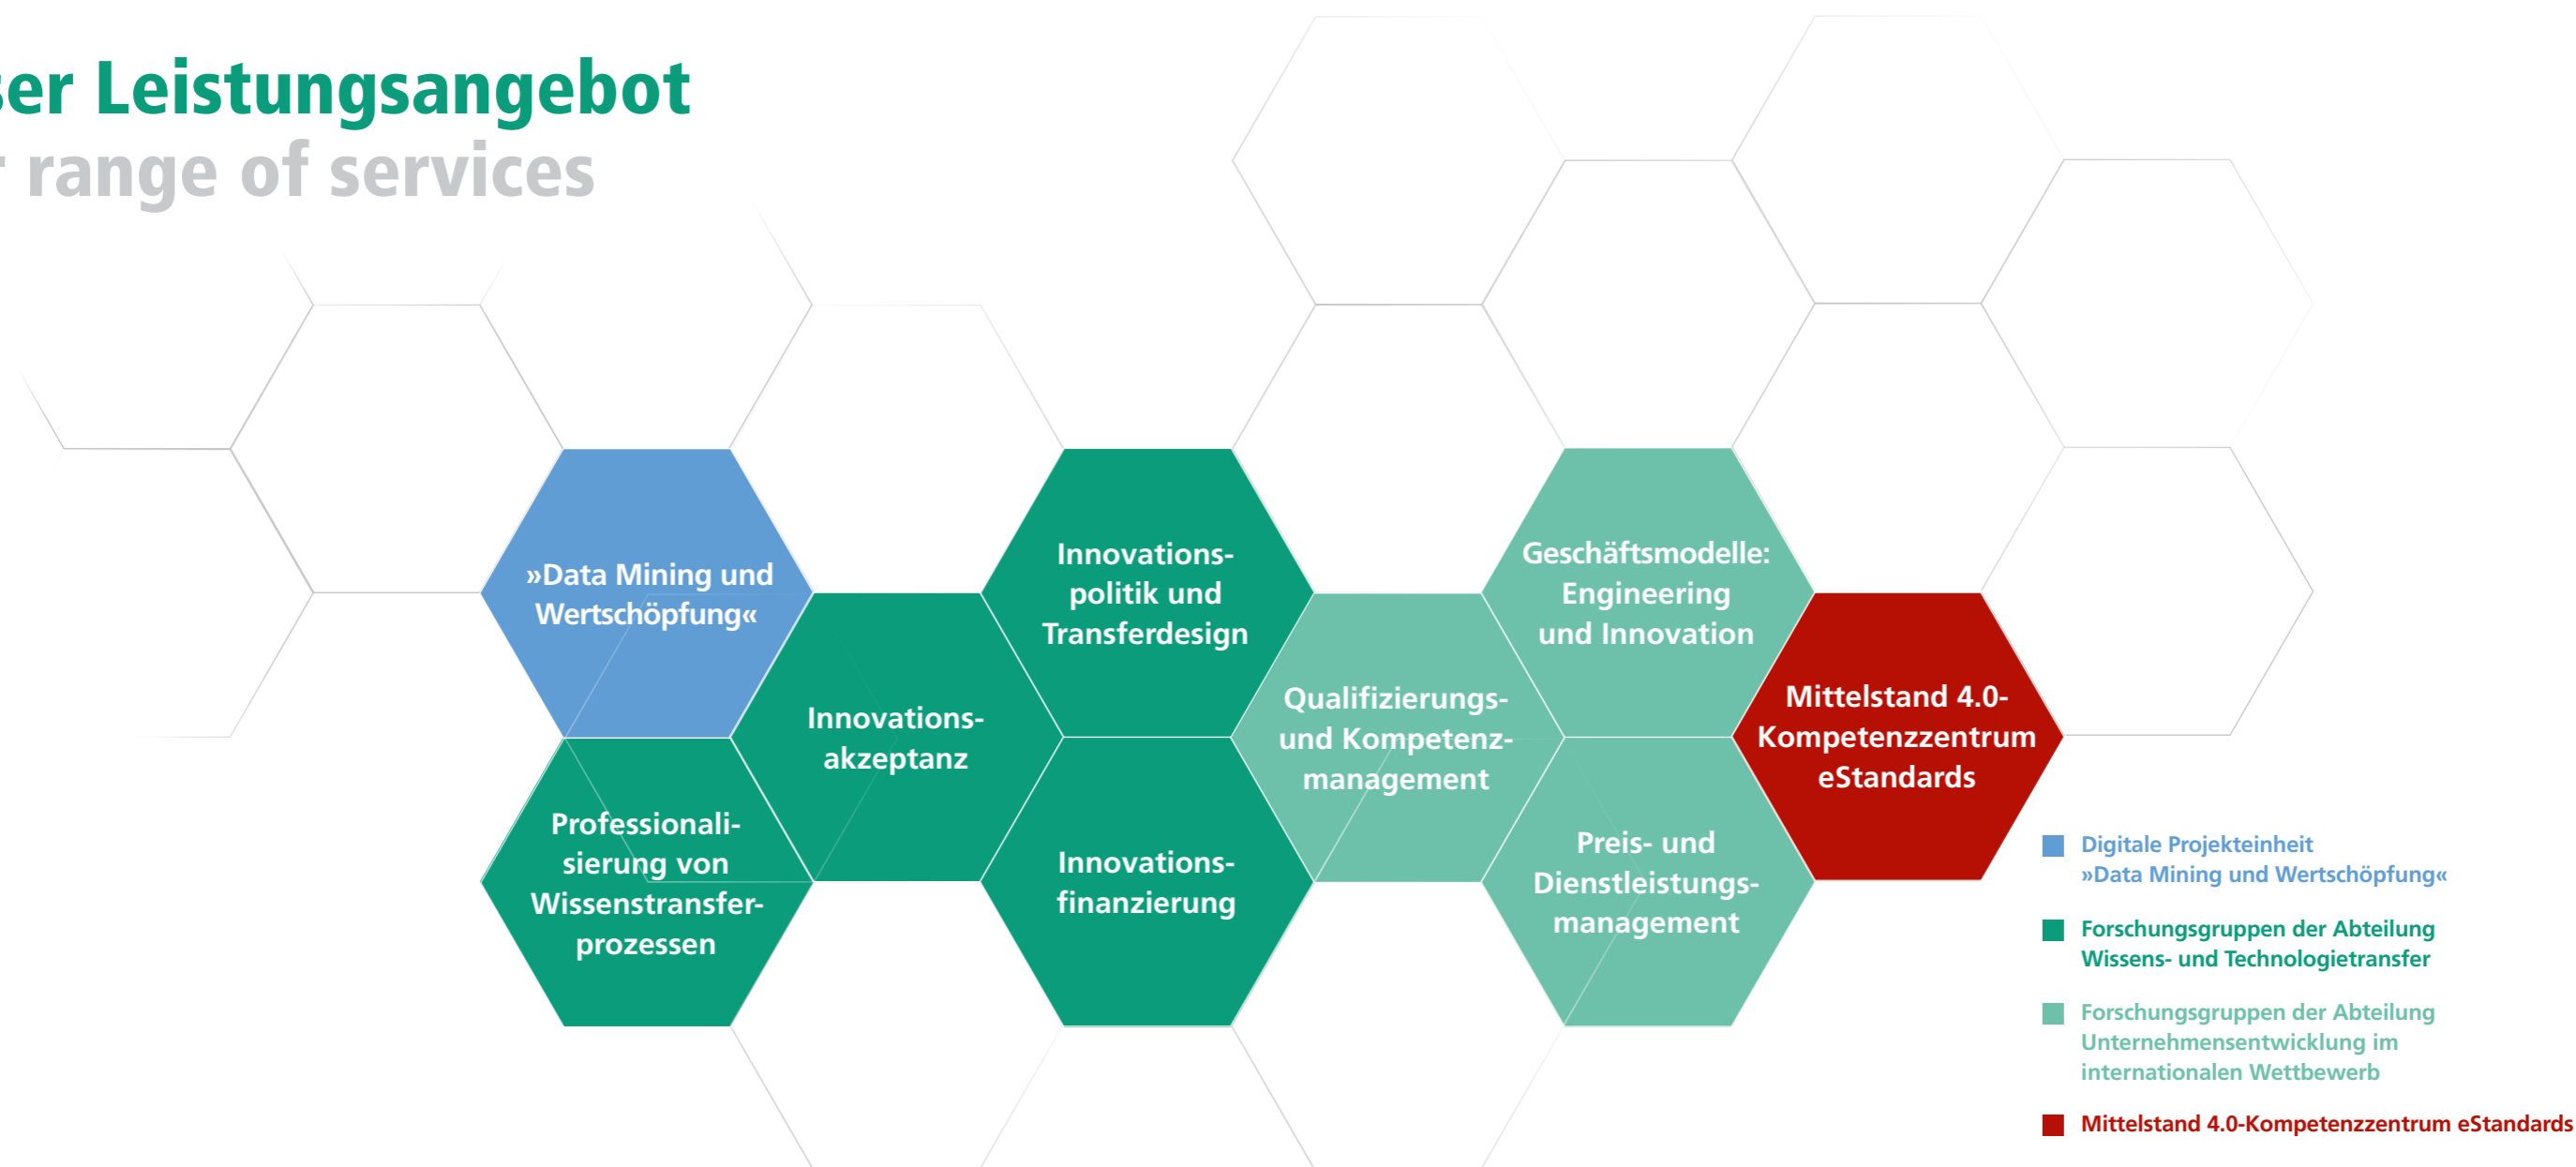 ser Leistungsangebot
range of services
»Data Mining und
Wertschöpfung«
Innovations-
politik und
Transferdesign
Geschäftsmodelle:
Engineering
und Innovation
Innovations-
akzeptanz
Qualifizierungs-
und Kompetenz-
management
Mittelstand 4.0-
Kompetenzzentrum
eStandards
Professionali-
sierung von
Wissenstransfer-
prozessen
Innovations-
finanzierung
Preis- und
Dienstleistungs-
management
Digitale Projekteinheit
»Data Mining und Wertschöpfung«
Forschungsgruppen der Abteilung
Wissens- und Technologietransfer
Forschungsgruppen der Abteilung
Unternehmensentwicklung im
internationalen Wettbewerb
Mittelstand 4.0-Kompetenzzentrum eStandards